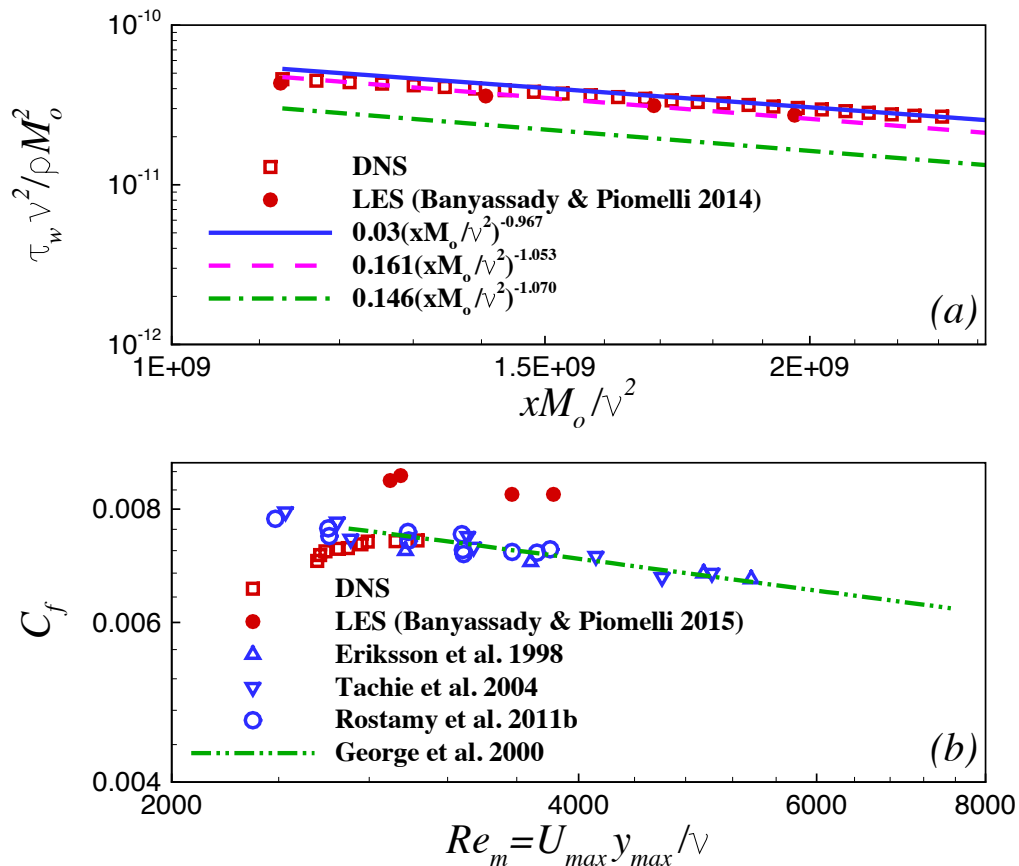 10^-10
τ_w ν^2/ρM_o^2
10^-11
DNS
LES (Banyassady & Piomelli 2014)
0.03(xM_o/ν^2)^-0.967
0.161(xM_o/ν^2)^-1.053
0.146(xM_o/ν^2)^-1.070
(a)
10^-12
1E+09 1.5E+09 2E+09
xM_o/ν^2
0.008
C_f
DNS
0.006
LES (Banyassady & Piomelli 2015)
Eriksson et al. 1998
Tachie et al. 2004
Rostamy et al. 2011b
George et al. 2000
(b)
0.004
2000 4000 6000 8000
Re_m=U_max y_max/ν